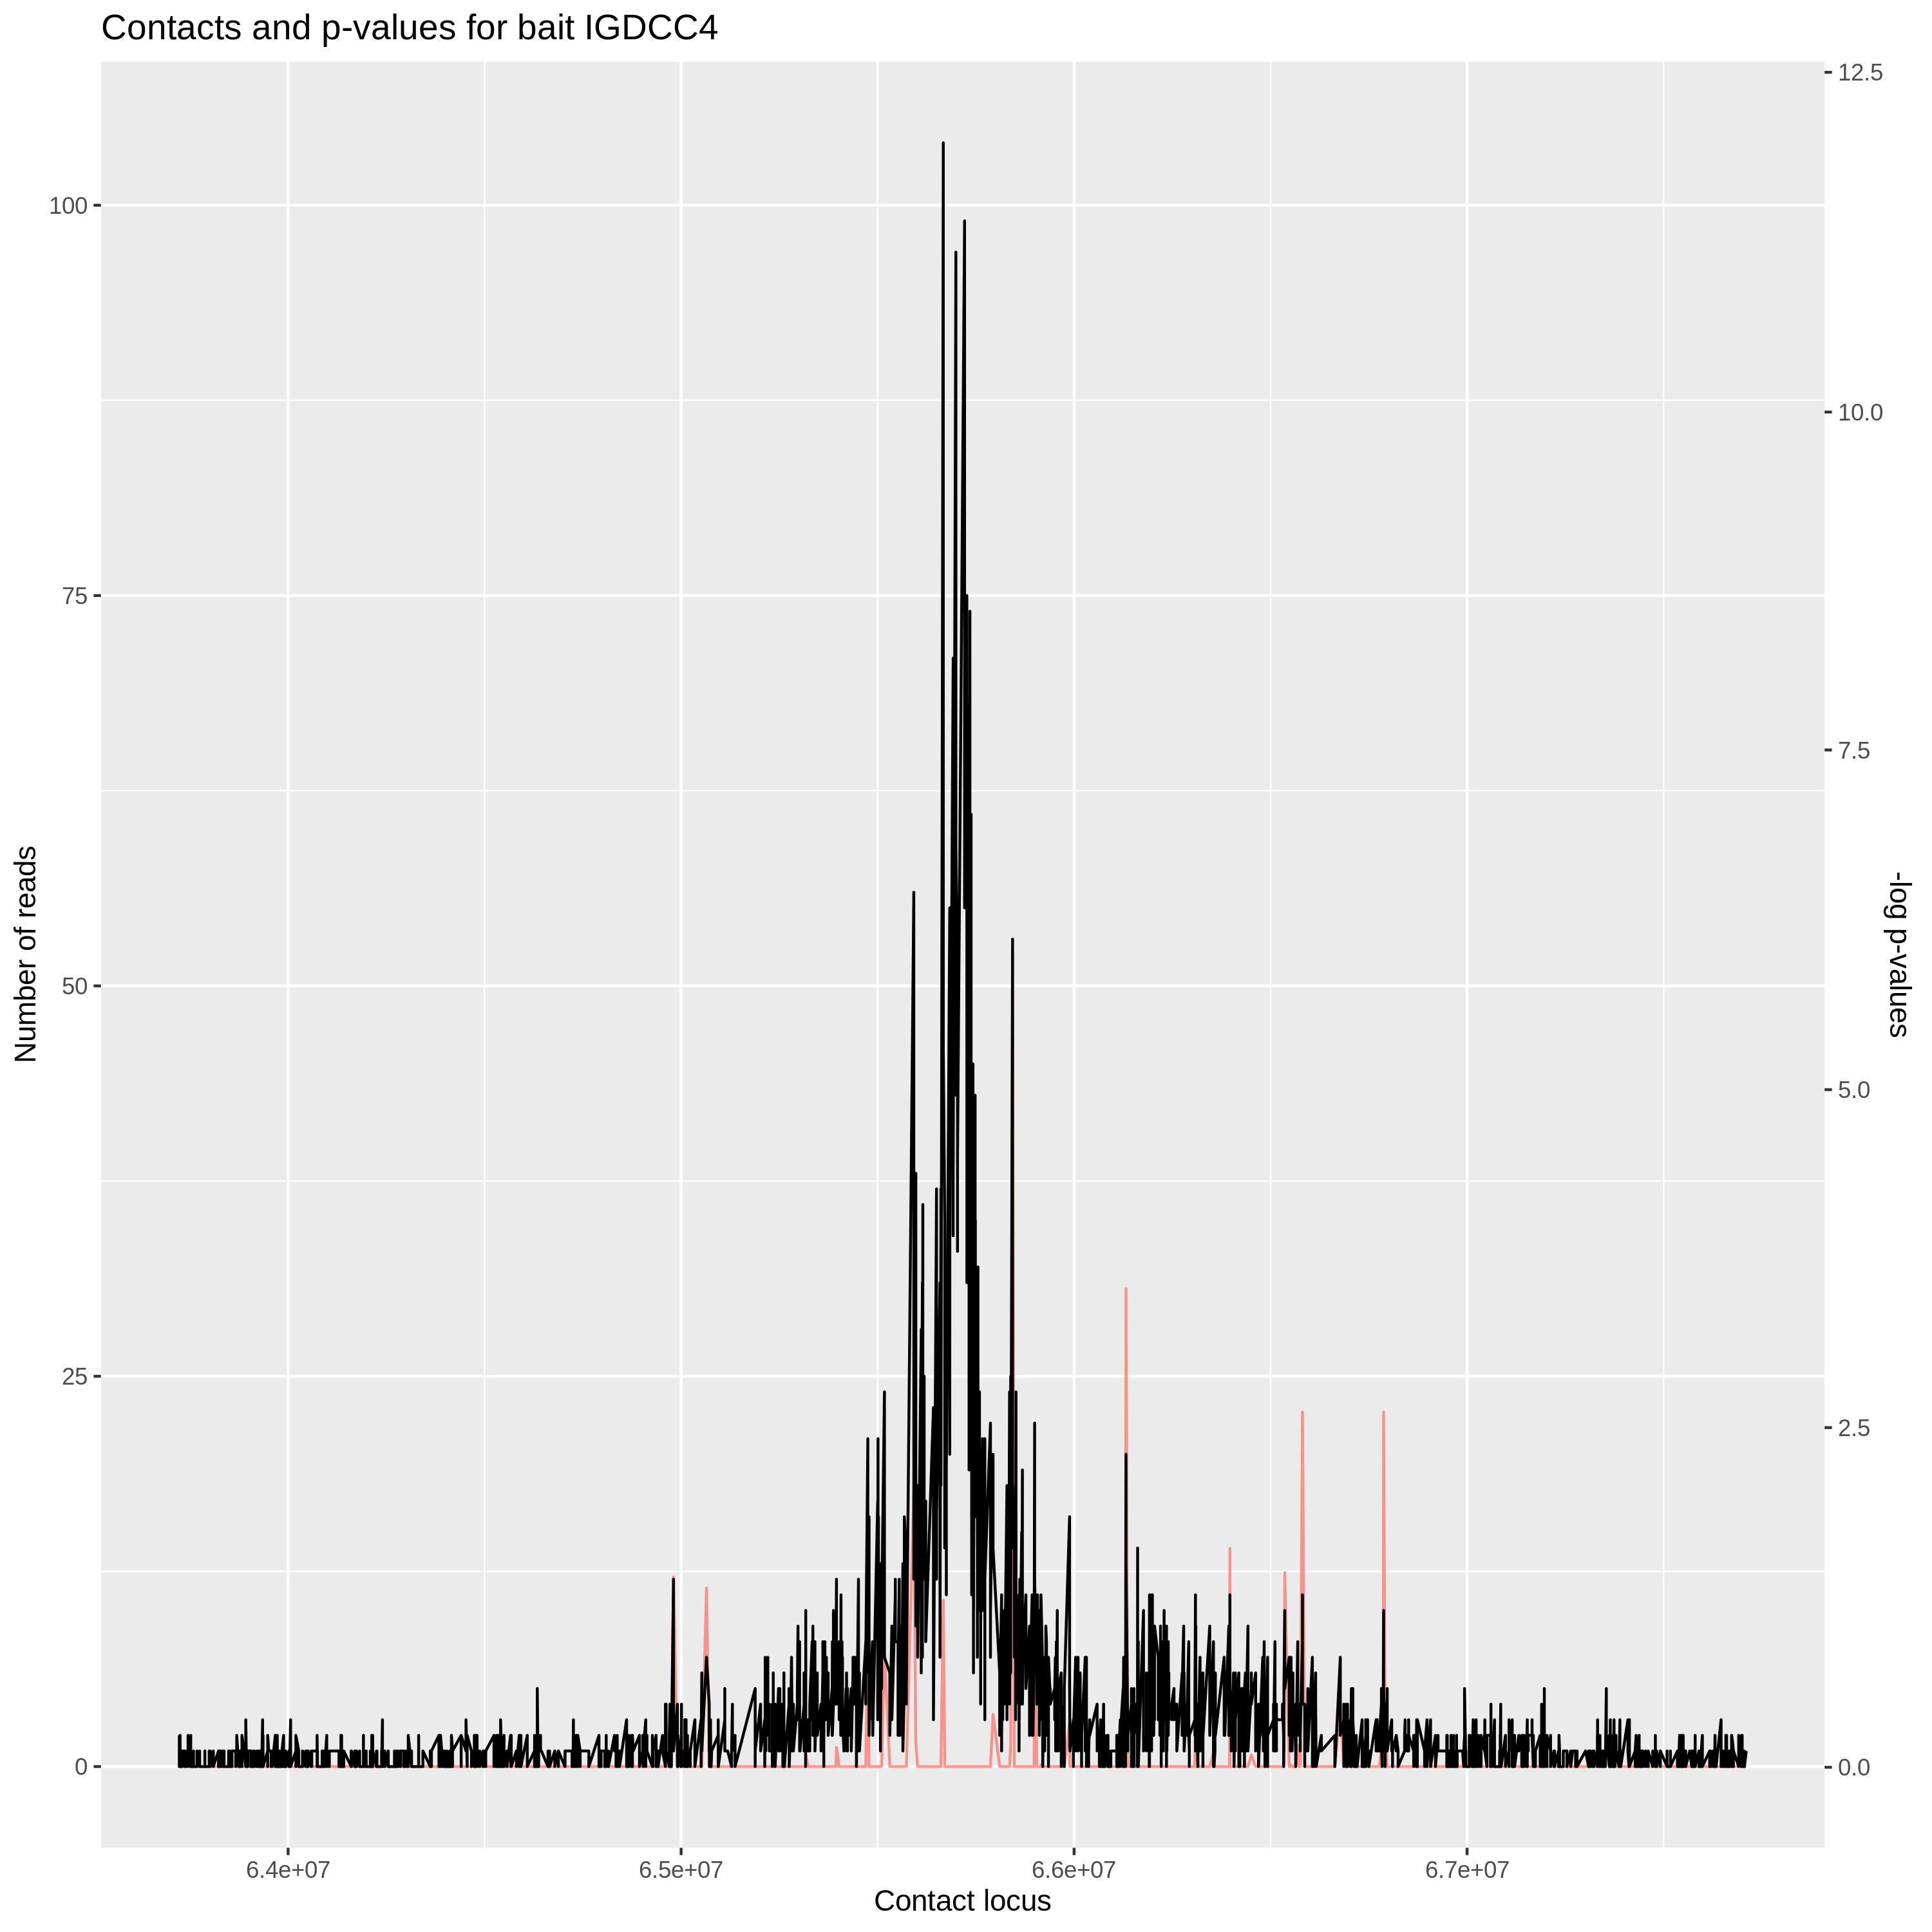 Contacts and p-values for bait IGDCC4
12.5
100
10.0
75
7.5
Number of reads
-log p-values
50
5.0
25
2.5
0
0.0
6.4e+07
6.5e+07
6.6e+07
6.7e+07
Contact locus